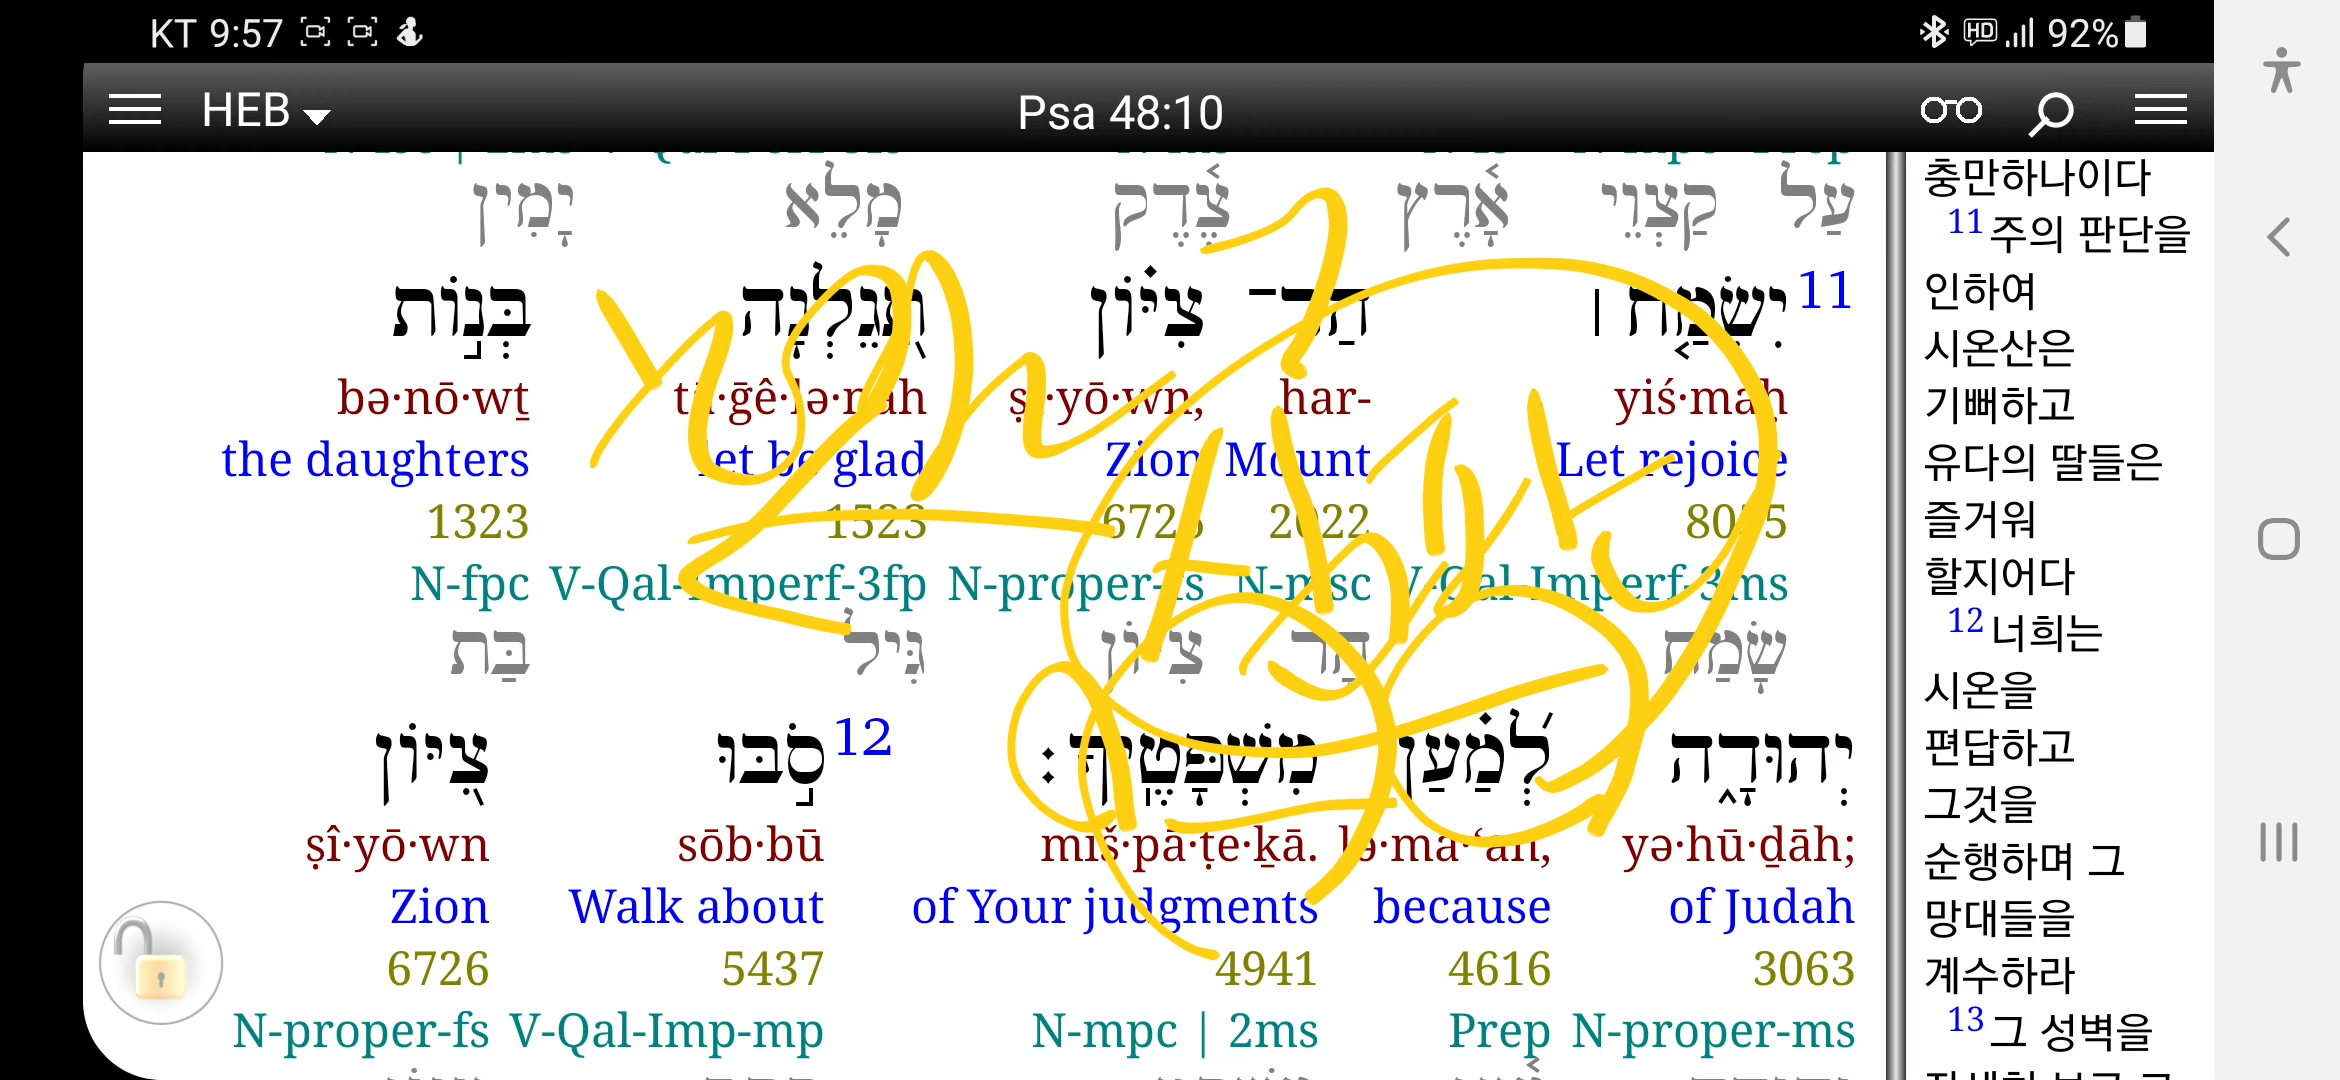 KT 9:57 HD 92%
HEB Psa 48:10
עַל קַצְוֵי אֶ֫רֶץ צֶ֫דֶק מָלֵא יָמִין
11 יִשְׂמַ֤ח ׀ הַר־ צִיּ֗וֹן תָּ֭גֵלְנָה בְּנ֣וֹת
yiś·maḥ har- ṣî·yō·wn, tā·ḡê·lə·nāh bə·nō·wṯ
Let rejoice Mount Zion let be glad the daughters
8055 2022 6726 1523 1323
V-Qal-Imperf-3ms N-msc N-proper-fs V-Qal-Imperf-3fp N-fpc
שָׂמַח הַר צִיּוֹן גִּיל בַּת
יְהוּדָ֑ה לְ֝מַ֗עַן מִשְׁפָּטֶֽיךָ׃ 12 סֹ֣בּוּ צִ֭יּוֹן
yə·hū·ḏāh; lə·ma·‘an, miš·pā·ṭe·ḵā. sōb·bū ṣî·yō·wn
of Judah because of Your judgments Walk about Zion
3063 4616 4941 5437 6726
N-proper-ms Prep N-mpc | 2ms V-Qal-Imp-mp N-proper-fs
충만하나이다
11 주의 판단을
인하여
시온산은
기뻐하고
유다의 딸들은
즐거워
할지어다
12 너희는
시온을
편답하고
그것을
순행하며 그
망대들을
계수하라
13 그 성벽을